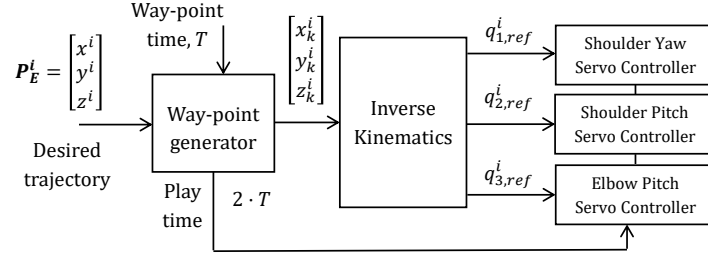 Way-point
time, T
P_E^i = [x^i
y^i
z^i]
[x_k^i
y_k^i
z_k^i]
q_{1,ref}^i
Shoulder Yaw
Servo Controller
Way-point
generator
Inverse
Kinematics
q_{2,ref}^i
Shoulder Pitch
Servo Controller
Desired
trajectory
q_{3,ref}^i
Elbow Pitch
Servo Controller
Play
time
2 · T